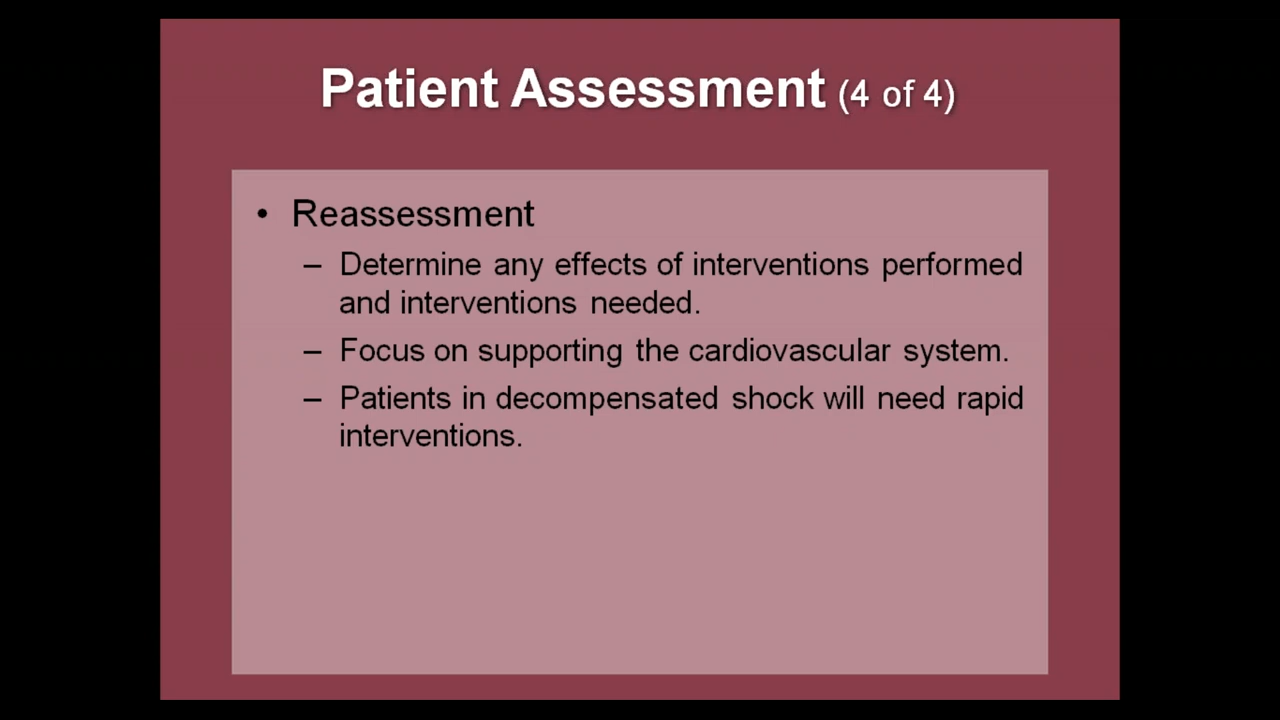 Patient Assessment (4 of 4)
• Reassessment
– Determine any effects of interventions performed
and interventions needed.
– Focus on supporting the cardiovascular system.
– Patients in decompensated shock will need rapid
interventions.